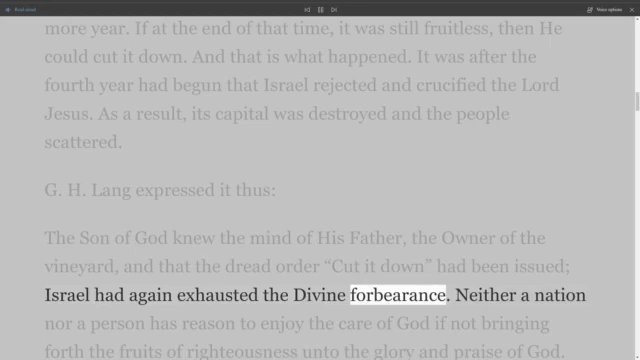 Read aloud
Voice options
more year. If at the end of that time, it was still fruitless, then He
could cut it down. And that is what happened. It was after the
fourth year had begun that Israel rejected and crucified the Lord
Jesus. As a result, its capital was destroyed and the people
scattered.
G. H. Lang expressed it thus:
The Son of God knew the mind of His Father, the Owner of the
vineyard, and that the dread order “Cut it down” had been issued;
Israel had again exhausted the Divine forbearance. Neither a nation
nor a person has reason to enjoy the care of God if not bringing
forth the fruits of righteousness unto the glory and praise of God.